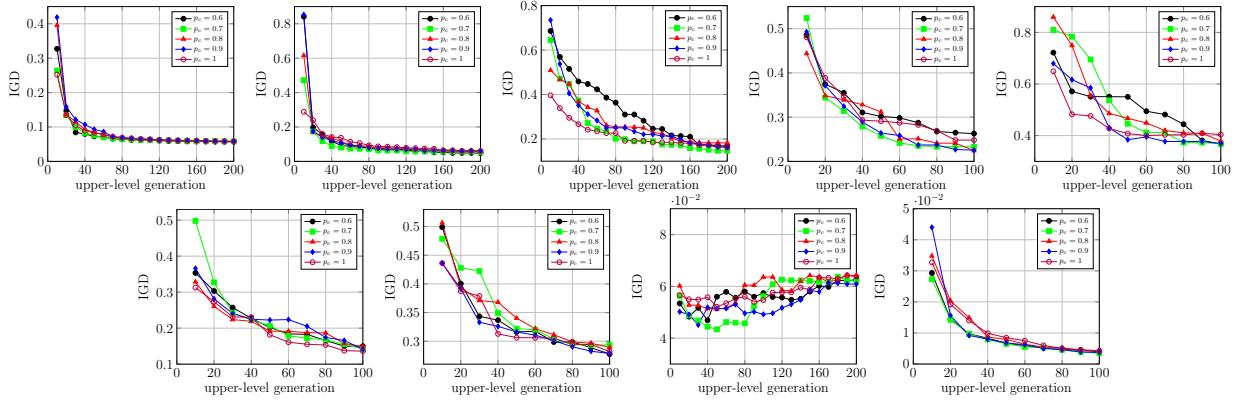 0.4
0.3
0.2
0.1
0
IGD
0 40 80 120 160 200
upper-level generation
p_c = 0.6
p_c = 0.7
p_c = 0.8
p_c = 0.9
p_c = 1
0.8
0.6
0.4
0.2
0
IGD
0 40 80 120 160 200
upper-level generation
p_c = 0.6
p_c = 0.7
p_c = 0.8
p_c = 0.9
p_c = 1
0.8
0.6
0.4
0.2
IGD
0 40 80 120 160 200
upper-level generation
p_c = 0.6
p_c = 0.7
p_c = 0.8
p_c = 0.9
p_c = 1
0.5
0.4
0.3
0.2
IGD
0 20 40 60 80 100
upper-level generation
p_c = 0.6
p_c = 0.7
p_c = 0.8
p_c = 0.9
p_c = 1
0.8
0.6
0.4
IGD
0 20 40 60 80 100
upper-level generation
p_c = 0.6
p_c = 0.7
p_c = 0.8
p_c = 0.9
p_c = 1
0.5
0.4
0.3
0.2
0.1
IGD
0 20 40 60 80 100
upper-level generation
p_c = 0.6
p_c = 0.7
p_c = 0.8
p_c = 0.9
p_c = 1
0.5
0.45
0.4
0.35
0.3
IGD
0 20 40 60 80 100
upper-level generation
p_c = 0.6
p_c = 0.7
p_c = 0.8
p_c = 0.9
p_c = 1
·10⁻²
8
6
4
2
IGD
0 40 80 120 160 200
upper-level generation
p_c = 0.6
p_c = 0.7
p_c = 0.8
p_c = 0.9
p_c = 1
·10⁻²
5
4
3
2
1
0
IGD
0 20 40 60 80 100
upper-level generation
p_c = 0.6
p_c = 0.7
p_c = 0.8
p_c = 0.9
p_c = 1